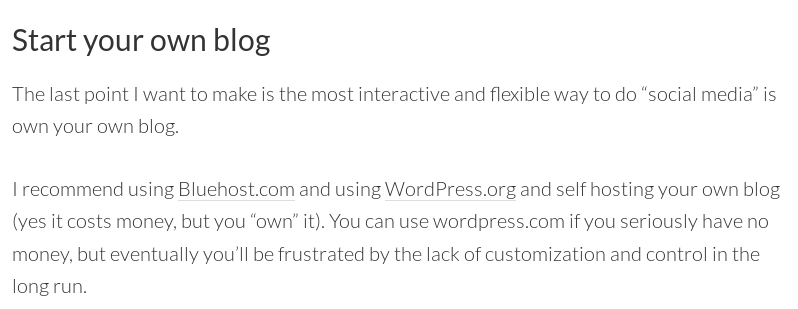 Start your own blog
The last point I want to make is the most interactive and flexible way to do “social media” is
own your own blog.
I recommend using Bluehost.com and using WordPress.org and self hosting your own blog
(yes it costs money, but you “own” it). You can use wordpress.com if you seriously have no
money, but eventually you’ll be frustrated by the lack of customization and control in the
long run.